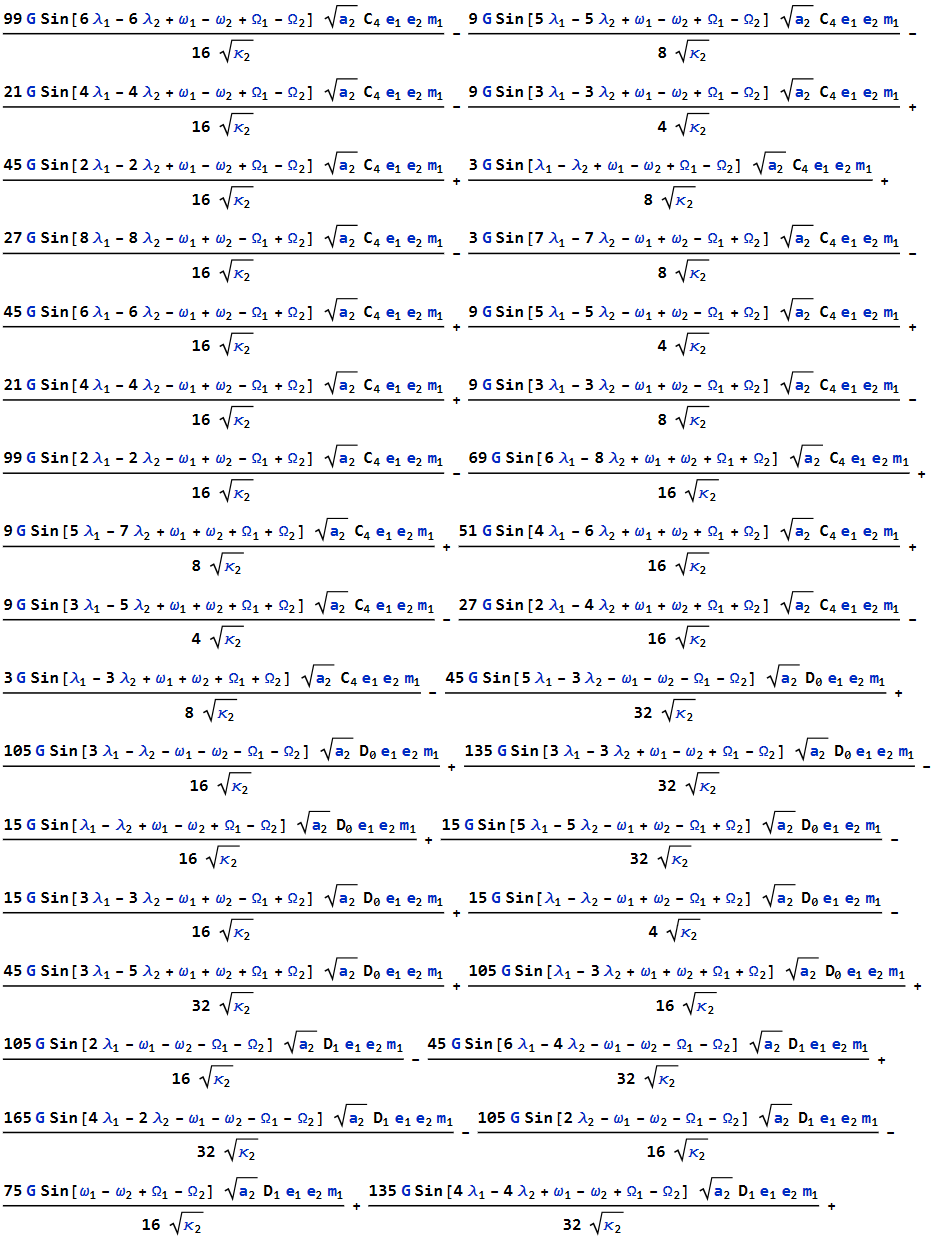 99 G Sin[6 λ₁ − 6 λ₂ + ω₁ − ω₂ + Ω₁ − Ω₂] √a₂ C₄ e₁ e₂ m₁ / 16 √κ₂ − 9 G Sin[5 λ₁ − 5 λ₂ + ω₁ − ω₂ + Ω₁ − Ω₂] √a₂ C₄ e₁ e₂ m₁ / 8 √κ₂ −
21 G Sin[4 λ₁ − 4 λ₂ + ω₁ − ω₂ + Ω₁ − Ω₂] √a₂ C₄ e₁ e₂ m₁ / 16 √κ₂ − 9 G Sin[3 λ₁ − 3 λ₂ + ω₁ − ω₂ + Ω₁ − Ω₂] √a₂ C₄ e₁ e₂ m₁ / 4 √κ₂ +
45 G Sin[2 λ₁ − 2 λ₂ + ω₁ − ω₂ + Ω₁ − Ω₂] √a₂ C₄ e₁ e₂ m₁ / 16 √κ₂ + 3 G Sin[λ₁ − λ₂ + ω₁ − ω₂ + Ω₁ − Ω₂] √a₂ C₄ e₁ e₂ m₁ / 8 √κ₂ +
27 G Sin[8 λ₁ − 8 λ₂ − ω₁ + ω₂ − Ω₁ + Ω₂] √a₂ C₄ e₁ e₂ m₁ / 16 √κ₂ − 3 G Sin[7 λ₁ − 7 λ₂ − ω₁ + ω₂ − Ω₁ + Ω₂] √a₂ C₄ e₁ e₂ m₁ / 8 √κ₂ −
45 G Sin[6 λ₁ − 6 λ₂ − ω₁ + ω₂ − Ω₁ + Ω₂] √a₂ C₄ e₁ e₂ m₁ / 16 √κ₂ + 9 G Sin[5 λ₁ − 5 λ₂ − ω₁ + ω₂ − Ω₁ + Ω₂] √a₂ C₄ e₁ e₂ m₁ / 4 √κ₂ +
21 G Sin[4 λ₁ − 4 λ₂ − ω₁ + ω₂ − Ω₁ + Ω₂] √a₂ C₄ e₁ e₂ m₁ / 16 √κ₂ + 9 G Sin[3 λ₁ − 3 λ₂ − ω₁ + ω₂ − Ω₁ + Ω₂] √a₂ C₄ e₁ e₂ m₁ / 8 √κ₂ −
99 G Sin[2 λ₁ − 2 λ₂ − ω₁ + ω₂ − Ω₁ + Ω₂] √a₂ C₄ e₁ e₂ m₁ / 16 √κ₂ − 69 G Sin[6 λ₁ − 8 λ₂ + ω₁ + ω₂ + Ω₁ + Ω₂] √a₂ C₄ e₁ e₂ m₁ / 16 √κ₂ +
9 G Sin[5 λ₁ − 7 λ₂ + ω₁ + ω₂ + Ω₁ + Ω₂] √a₂ C₄ e₁ e₂ m₁ / 8 √κ₂ + 51 G Sin[4 λ₁ − 6 λ₂ + ω₁ + ω₂ + Ω₁ + Ω₂] √a₂ C₄ e₁ e₂ m₁ / 16 √κ₂ +
9 G Sin[3 λ₁ − 5 λ₂ + ω₁ + ω₂ + Ω₁ + Ω₂] √a₂ C₄ e₁ e₂ m₁ / 4 √κ₂ − 27 G Sin[2 λ₁ − 4 λ₂ + ω₁ + ω₂ + Ω₁ + Ω₂] √a₂ C₄ e₁ e₂ m₁ / 16 √κ₂ −
3 G Sin[λ₁ − 3 λ₂ + ω₁ + ω₂ + Ω₁ + Ω₂] √a₂ C₄ e₁ e₂ m₁ / 8 √κ₂ − 45 G Sin[5 λ₁ − 3 λ₂ − ω₁ − ω₂ − Ω₁ − Ω₂] √a₂ D₀ e₁ e₂ m₁ / 32 √κ₂ +
105 G Sin[3 λ₁ − λ₂ − ω₁ − ω₂ − Ω₁ − Ω₂] √a₂ D₀ e₁ e₂ m₁ / 16 √κ₂ + 135 G Sin[3 λ₁ − 3 λ₂ + ω₁ − ω₂ + Ω₁ − Ω₂] √a₂ D₀ e₁ e₂ m₁ / 32 √κ₂ −
15 G Sin[λ₁ − λ₂ + ω₁ − ω₂ + Ω₁ − Ω₂] √a₂ D₀ e₁ e₂ m₁ / 16 √κ₂ + 15 G Sin[5 λ₁ − 5 λ₂ − ω₁ + ω₂ − Ω₁ + Ω₂] √a₂ D₀ e₁ e₂ m₁ / 32 √κ₂ −
15 G Sin[3 λ₁ − 3 λ₂ − ω₁ + ω₂ − Ω₁ + Ω₂] √a₂ D₀ e₁ e₂ m₁ / 16 √κ₂ + 15 G Sin[λ₁ − λ₂ − ω₁ + ω₂ − Ω₁ + Ω₂] √a₂ D₀ e₁ e₂ m₁ / 4 √κ₂ −
45 G Sin[3 λ₁ − 5 λ₂ + ω₁ + ω₂ + Ω₁ + Ω₂] √a₂ D₀ e₁ e₂ m₁ / 32 √κ₂ + 105 G Sin[λ₁ − 3 λ₂ + ω₁ + ω₂ + Ω₁ + Ω₂] √a₂ D₀ e₁ e₂ m₁ / 16 √κ₂ +
105 G Sin[2 λ₁ − ω₁ − ω₂ − Ω₁ − Ω₂] √a₂ D₁ e₁ e₂ m₁ / 16 √κ₂ − 45 G Sin[6 λ₁ − 4 λ₂ − ω₁ − ω₂ − Ω₁ − Ω₂] √a₂ D₁ e₁ e₂ m₁ / 32 √κ₂ +
165 G Sin[4 λ₁ − 2 λ₂ − ω₁ − ω₂ − Ω₁ − Ω₂] √a₂ D₁ e₁ e₂ m₁ / 32 √κ₂ − 105 G Sin[2 λ₂ − ω₁ − ω₂ − Ω₁ − Ω₂] √a₂ D₁ e₁ e₂ m₁ / 16 √κ₂ −
75 G Sin[ω₁ − ω₂ + Ω₁ − Ω₂] √a₂ D₁ e₁ e₂ m₁ / 16 √κ₂ + 135 G Sin[4 λ₁ − 4 λ₂ + ω₁ − ω₂ + Ω₁ − Ω₂] √a₂ D₁ e₁ e₂ m₁ / 32 √κ₂ +